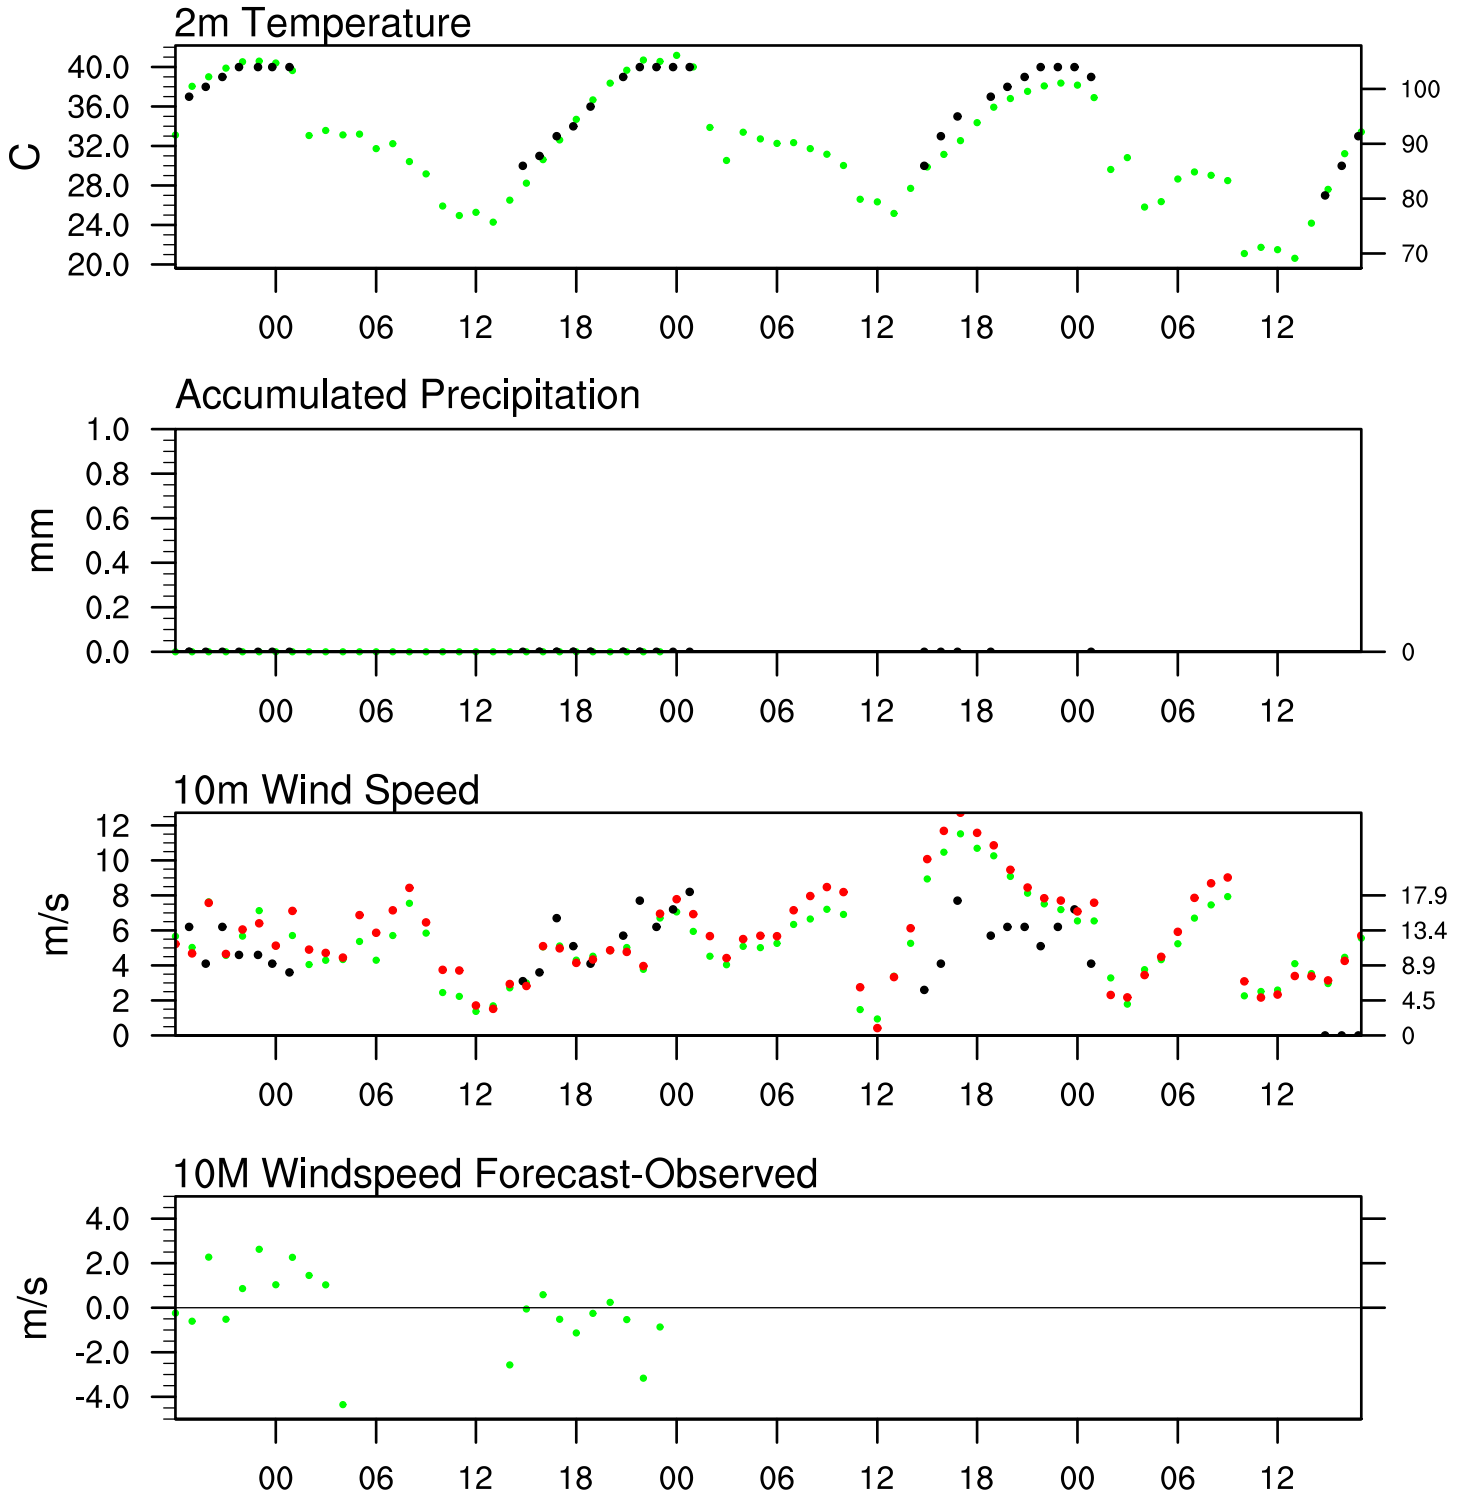 2m Temperature
40.0
36.0
32.0
28.0
24.0
20.0
C
100
90
80
70
00 06 12 18 00 06 12 18 00 06 12
Accumulated Precipitation
1.0
0.8
0.6
0.4
0.2
0.0
mm
0
00 06 12 18 00 06 12 18 00 06 12
10m Wind Speed
12
10
8
6
4
2
0
m/s
17.9
13.4
8.9
4.5
0
00 06 12 18 00 06 12 18 00 06 12
10M Windspeed Forecast-Observed
4.0
2.0
0.0
-2.0
-4.0
m/s
00 06 12 18 00 06 12 18 00 06 12